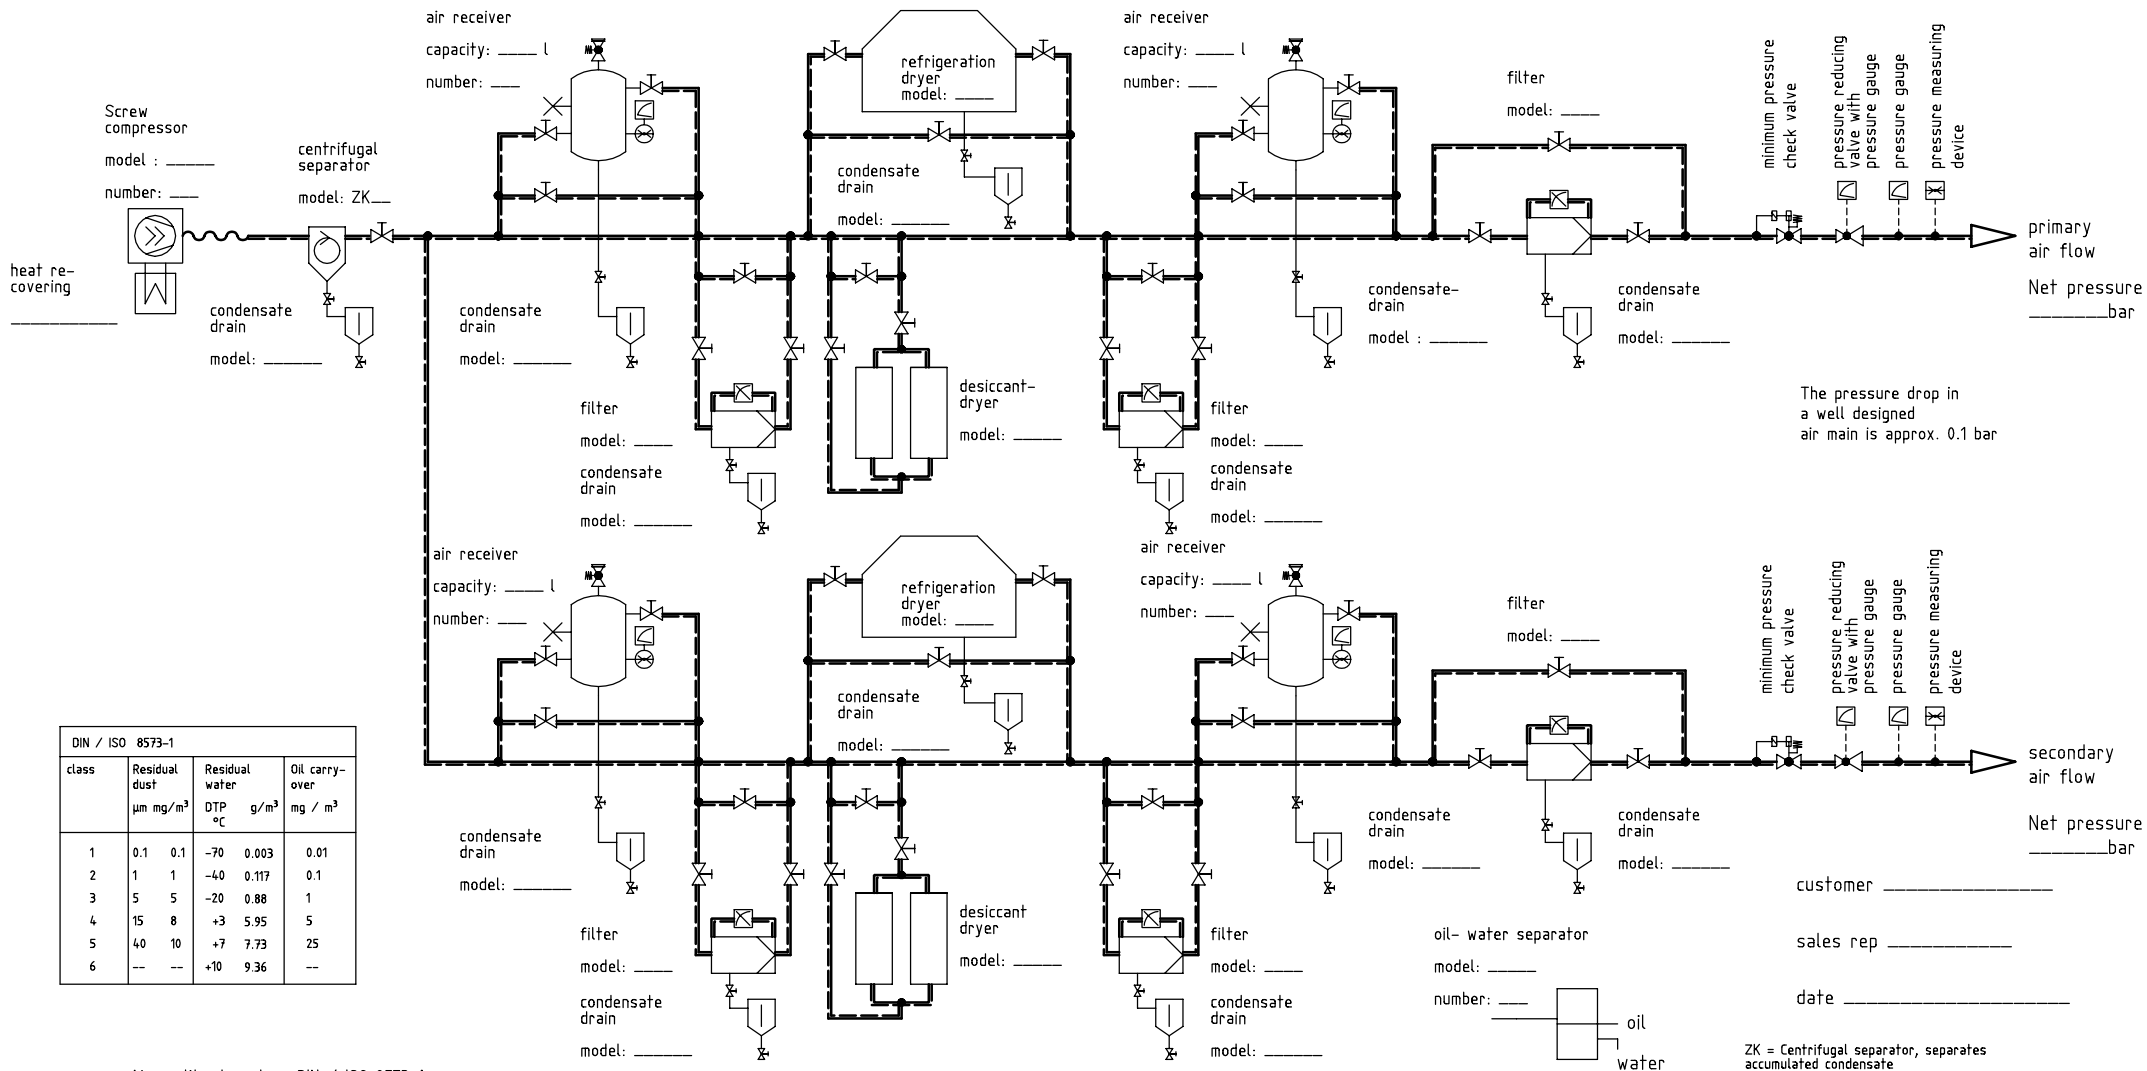 Screw
compressor
model : _____
number: ___
heat re-
covering
___________
centrifugal
separator
model: ZK__
condensate
drain
model: ______
air receiver
capacity: ____ l
number: ___
condensate
drain
model: ______
filter
model: ____
condensate
drain
model: ______
refrigeration
dryer
model: ____
condensate
drain
model: ______
desiccant-
dryer
model: _____
air receiver
capacity: ____ l
number: ___
filter
model: ____
condensate
drain
model: ______
condensate-
drain
model : ______
filter
model: ____
condensate
drain
model: ______
minimum pressure
check valve
pressure reducing
valve with
pressure gauge
pressure gauge
pressure measuring
device
primary
air flow
Net pressure
_______bar
The pressure drop in
a well designed
air main is approx. 0.1 bar
air receiver
capacity: ____ l
number: ___
condensate
drain
model: ______
filter
model: ____
condensate
drain
model: ______
refrigeration
dryer
model: ____
condensate
drain
model: ______
desiccant
dryer
model: _____
air receiver
capacity: ____ l
number: ___
filter
model: ____
condensate
drain
model: ______
condensate
drain
model: ______
filter
model: ____
condensate
drain
model: ______
minimum pressure
check valve
pressure reducing
valve with
pressure gauge
pressure gauge
pressure measuring
device
secondary
air flow
Net pressure
_______bar
DIN / ISO 8573-1
class Residual Residual Oil carry-
dust water over
µm mg/m³ DTP g/m³ mg / m³
°C
1 0.1 0.1 -70 0.003 0.01
2 1 1 -40 0.117 0.1
3 5 5 -20 0.88 1
4 15 8 +3 5.95 5
5 40 10 +7 7.73 25
6 -- -- +10 9.36 --
oil- water separator
model: _____
number: ___
oil
water
customer _______________
sales rep ___________
date ____________________
ZK = Centrifugal separator, separates
accumulated condensate